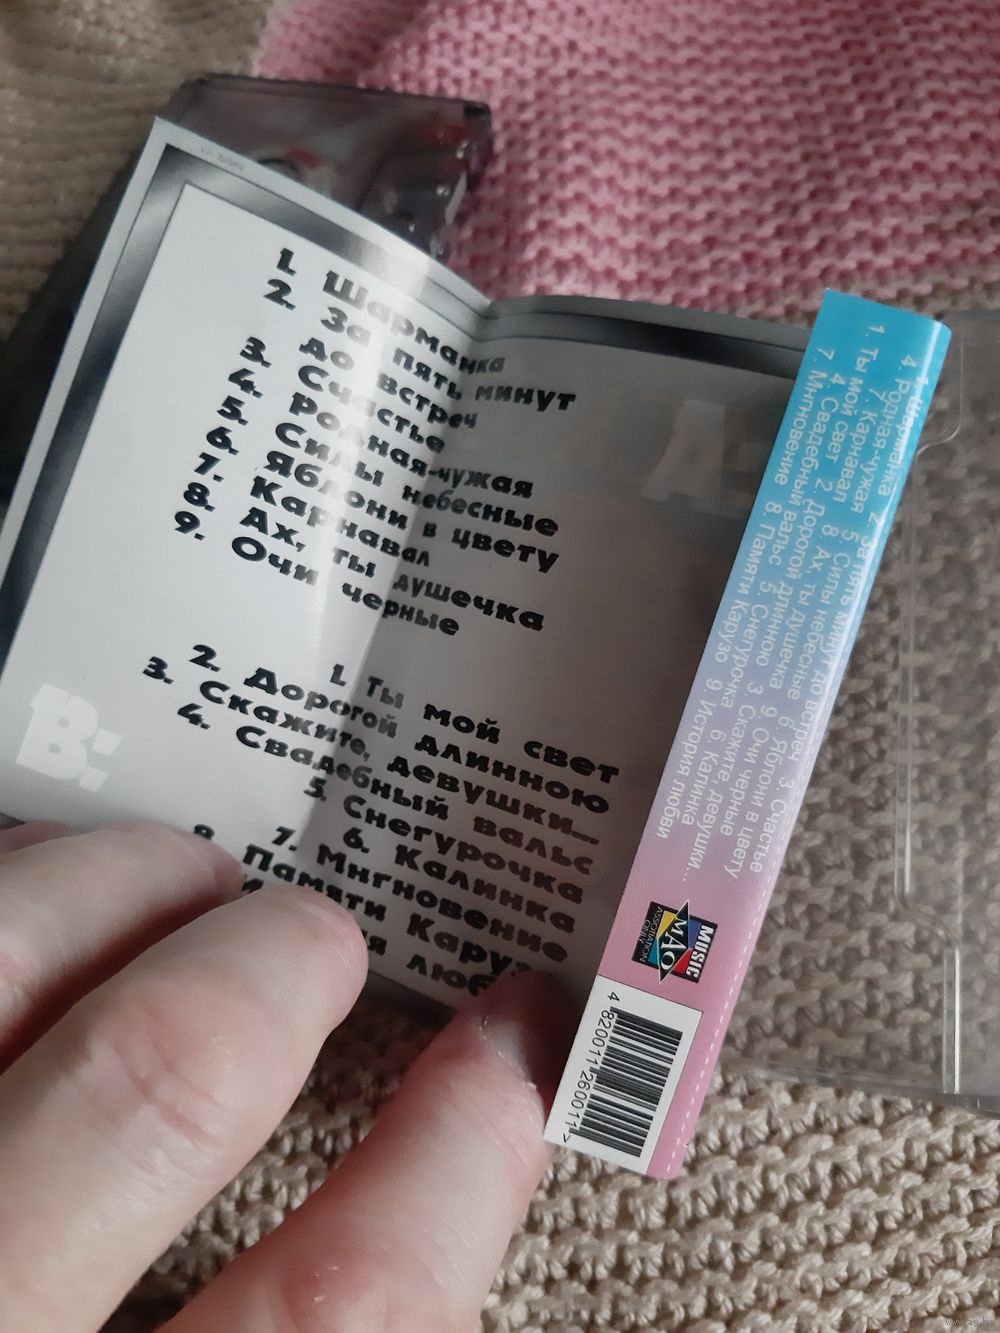 1. Шарманка
2. За пять минут
до встреч
3. Счастье
4. Родная-чужая
5. Силы небесные
6. Яблони в цвету
7. Карнавал
8. Ах, ты душечка
9. Очи черные
B:
1. Ты мой свет
2. Дорогой длинною
3. Скажите, девушки...
4. Свадебный вальс
5. Снегурочка
6. Калинка
7. Мнгновение
8. Памяти
1. Шарманка 2. За пять минут до встреч 3. Счастье
4. Родная-чужая 5. Силы небесные 6. Яблони в цвету
7. Карнавал 8. Ах, ты душечка 9. Очи черные
1. Ты мой свет 2. Дорогой длинною 3. Скажите, девушки...
4. Свадебный вальс 5. Снегурочка 6. Калинка
7. Мнгновение 8. Памяти Карузо 9. История любви
MUSIC
MAO
4 820011 260011 >